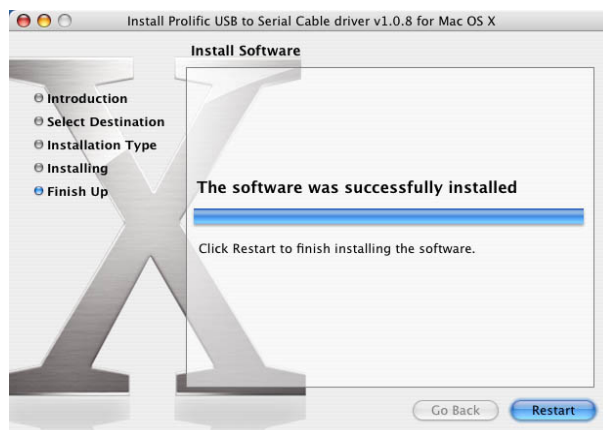 Install Prolific USB to Serial Cable driver v1.0.8 for Mac OS X
Install Software
Introduction
Select Destination
Installation Type
Installing
Finish Up
The software was successfully installed
Click Restart to finish installing the software.
Go Back
Restart